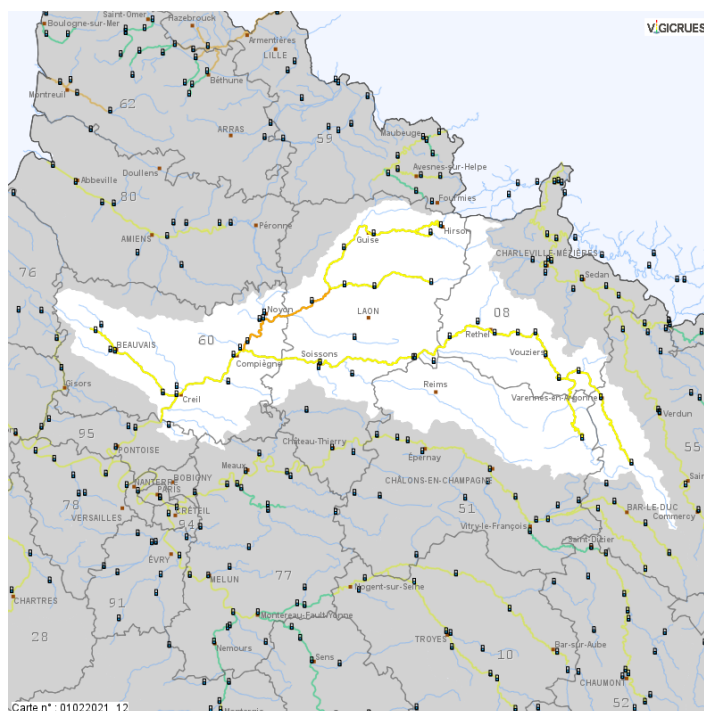 VIGICRUES
Saint-Omer
Hazebrouck
Boulogne-sur-Mer
Armentières
LILLE
Béthune
Montreuil
62
ARRAS
59
Maubeuge
Avesnes-sur-Helpe
Doullens
Abbeville
Fourmies
80
Péronne
AMIENS
Hirson
Guise
CHARLEVILLE-MÉZIÈRES
Sedan
76
Noyon
LAON
08
BEAUVAIS
60
Rethel
Compiègne
Soissons
Vouziers
Gisors
Creil
Reims
Varennes-en-Argonne
Verdun
95
Château-Thierry
55
PONTOISE
Épernay
Meaux
BOBIGNY
NANTERRE
PARIS
CHÂLONS-EN-CHAMPAGNE
78
VERSAILLES
CRÉTEIL
94
51
BAR-LE-DUC
Commercy
Vitry-le-François
Saint-Dizier
ÉVRY
MELUN
77
CHARTRES
91
Nogent-sur-Seine
Montereau-Fault-Yonne
28
TROYES
Nemours
Bar-sur-Aube
Sens
10
CHAUMONT
52
Carte n° : 01022021_12